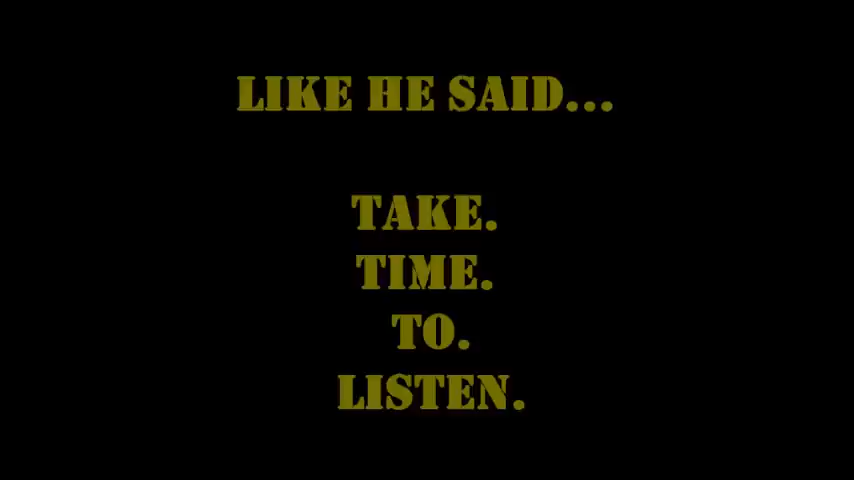 LIKE HE SAID...
TAKE.
TIME.
TO.
LISTEN.